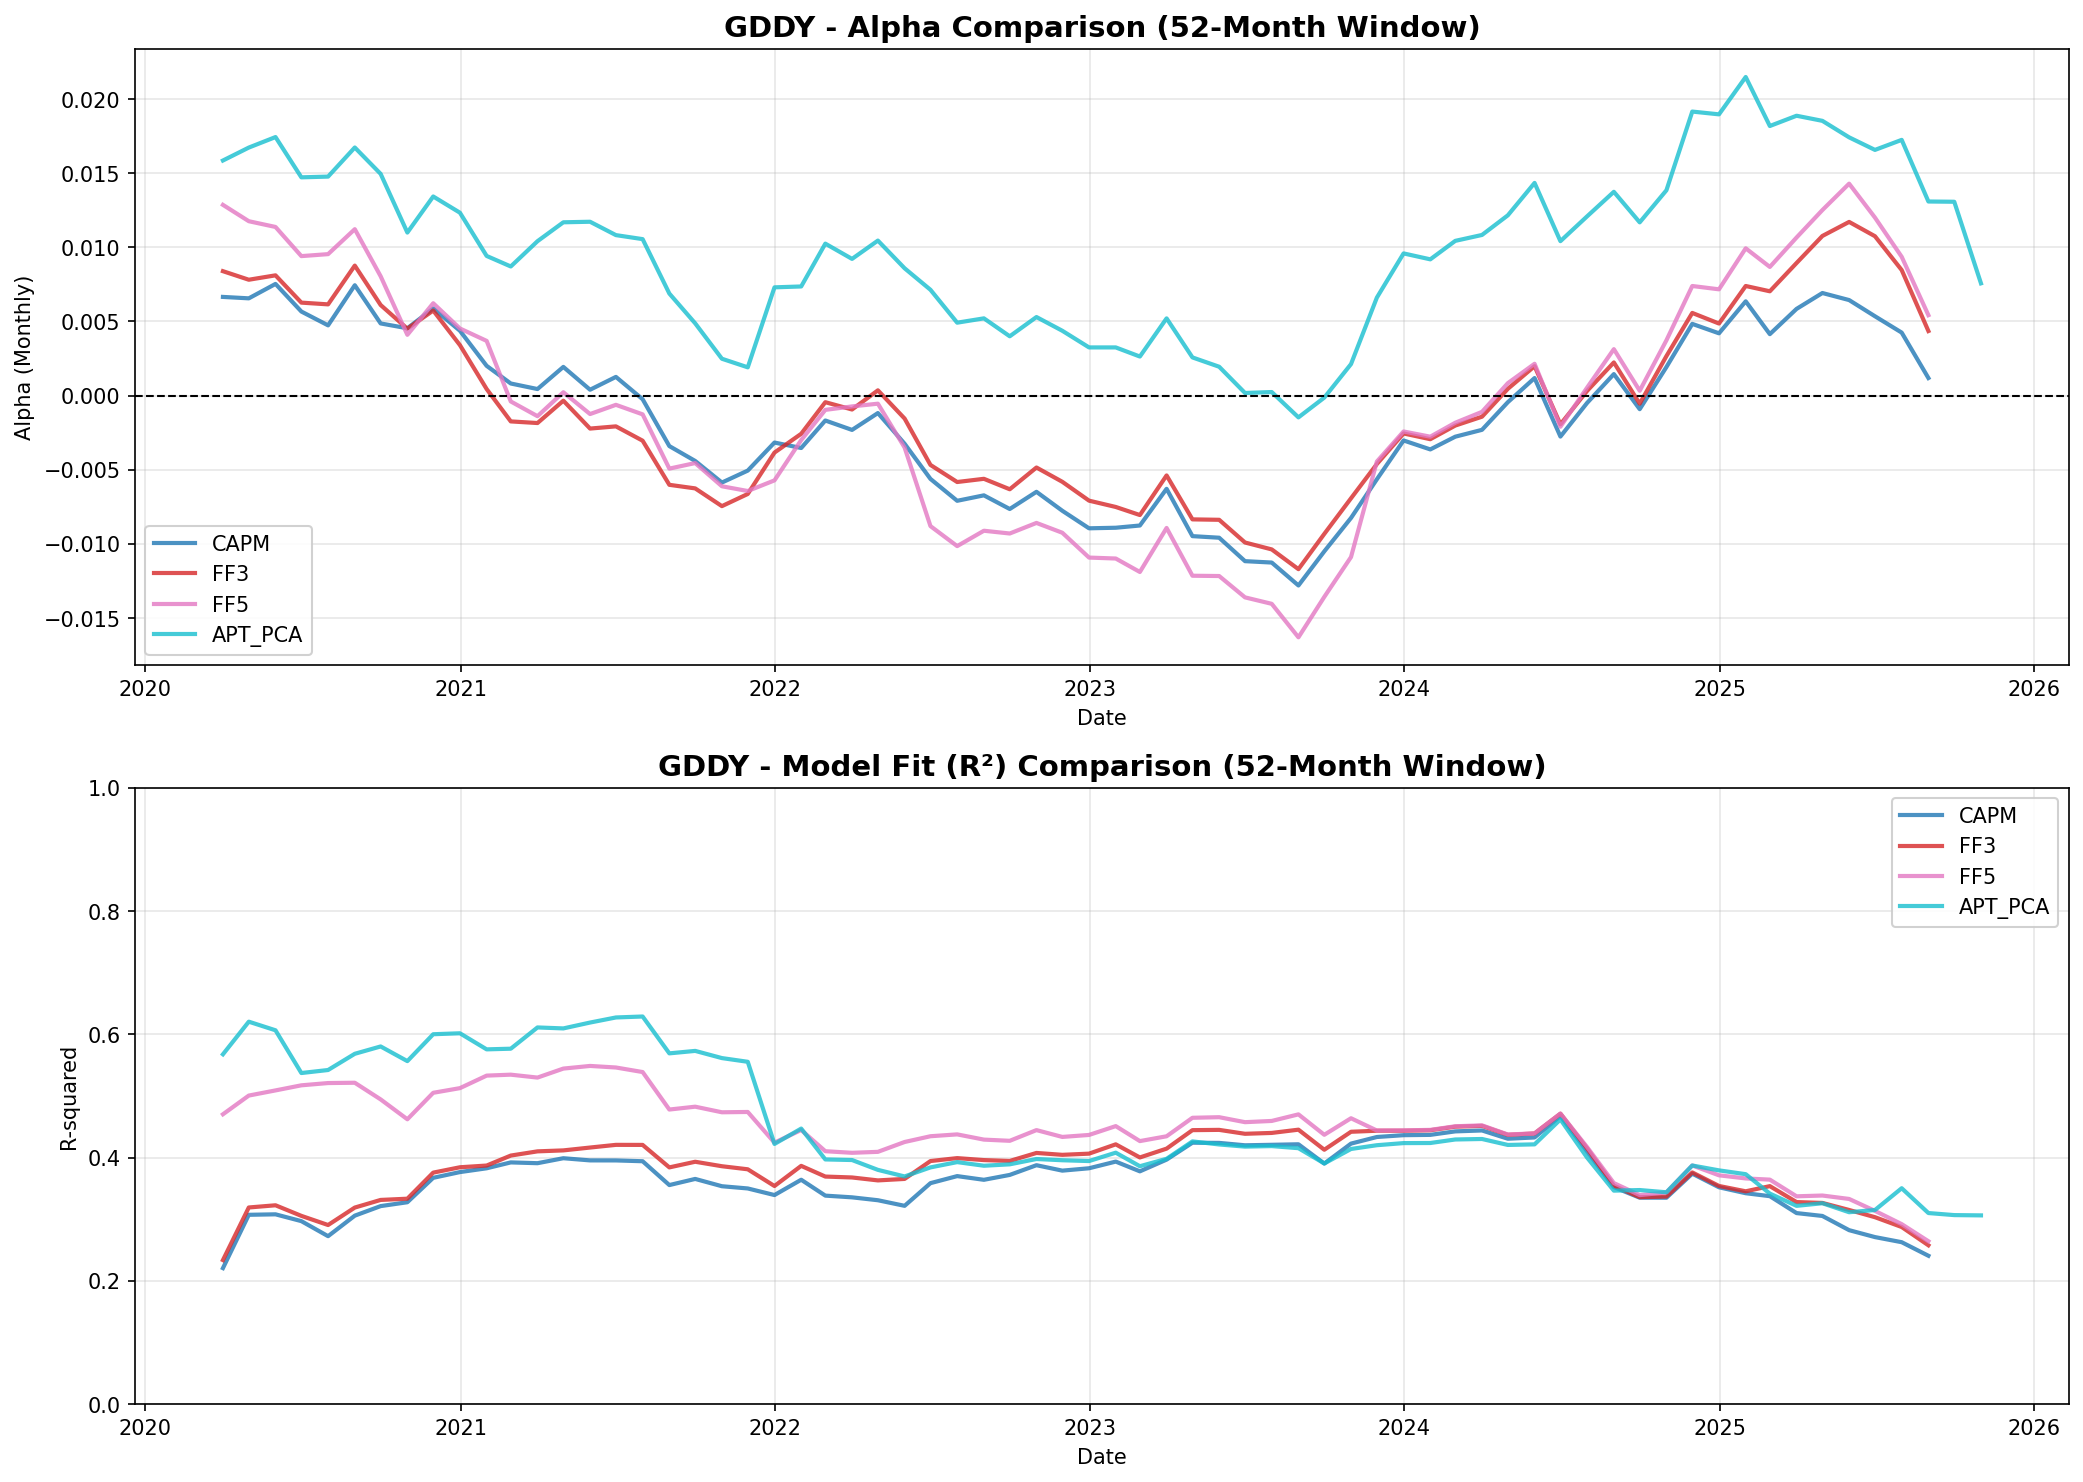 GDDY - Alpha Comparison (52-Month Window)
0.020
0.015
0.010
0.005
0.000
−0.005
−0.010
−0.015
Alpha (Monthly)
CAPM
FF3
FF5
APT_PCA
2020 2021 2022 2023 2024 2025 2026
Date
GDDY - Model Fit (R²) Comparison (52-Month Window)
1.0
0.8
0.6
0.4
0.2
0.0
R-squared
CAPM
FF3
FF5
APT_PCA
2020 2021 2022 2023 2024 2025 2026
Date